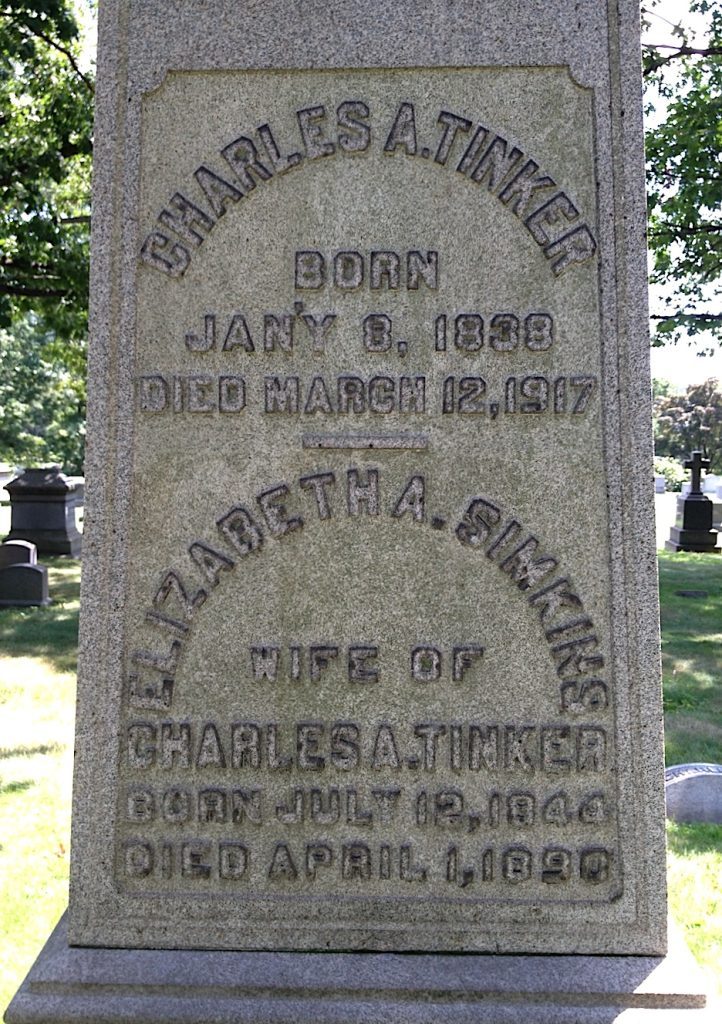 CHARLES A. TINKER
BORN
JAN'Y 8, 1838
DIED MARCH 12, 1917
ELIZABETH A. SIMKINS
WIFE OF
CHARLES A. TINKER
BORN JULY 12, 1844
DIED APRIL 1, 1890